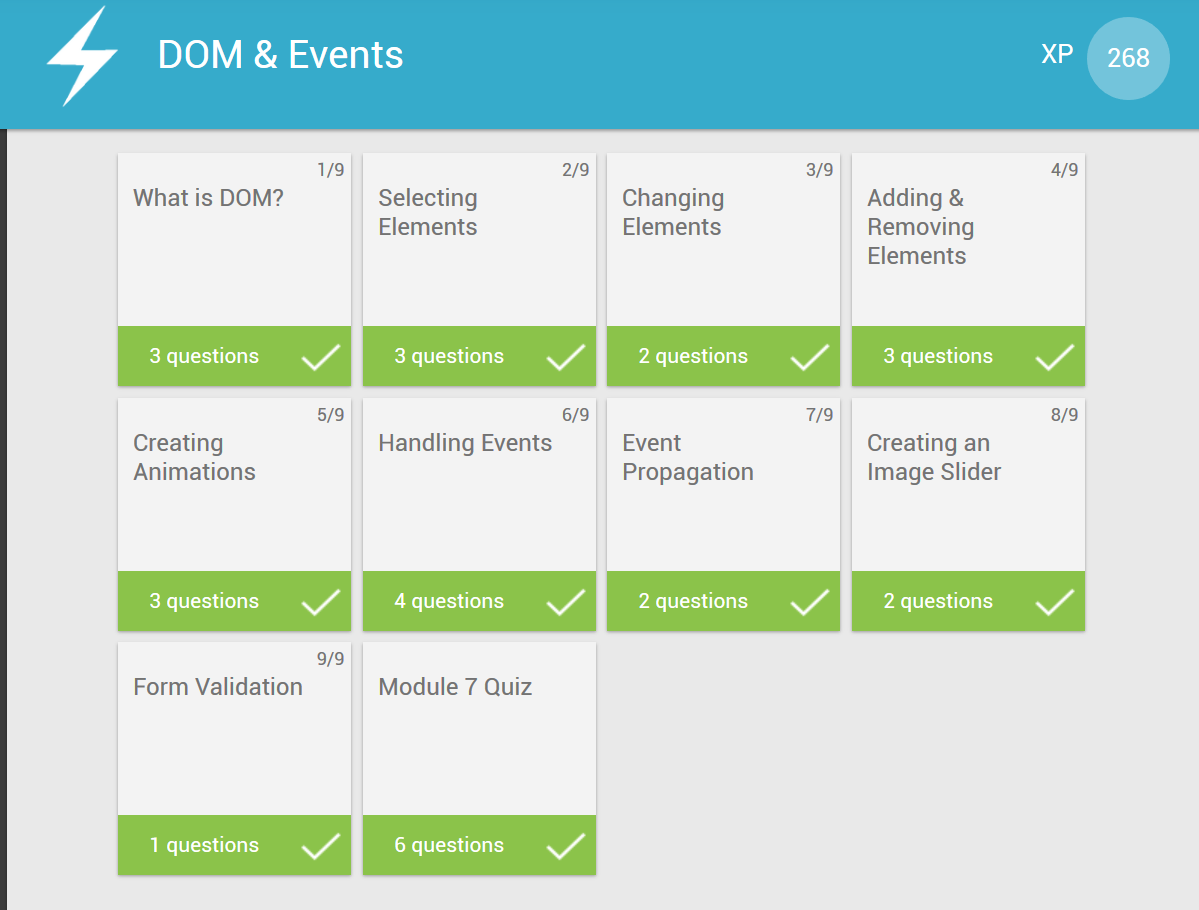 DOM & Events
XP 268
1/9
What is DOM?
3 questions
2/9
Selecting
Elements
3 questions
3/9
Changing
Elements
2 questions
4/9
Adding &
Removing
Elements
3 questions
5/9
Creating
Animations
3 questions
6/9
Handling Events
4 questions
7/9
Event
Propagation
2 questions
8/9
Creating an
Image Slider
2 questions
9/9
Form Validation
1 questions
Module 7 Quiz
6 questions